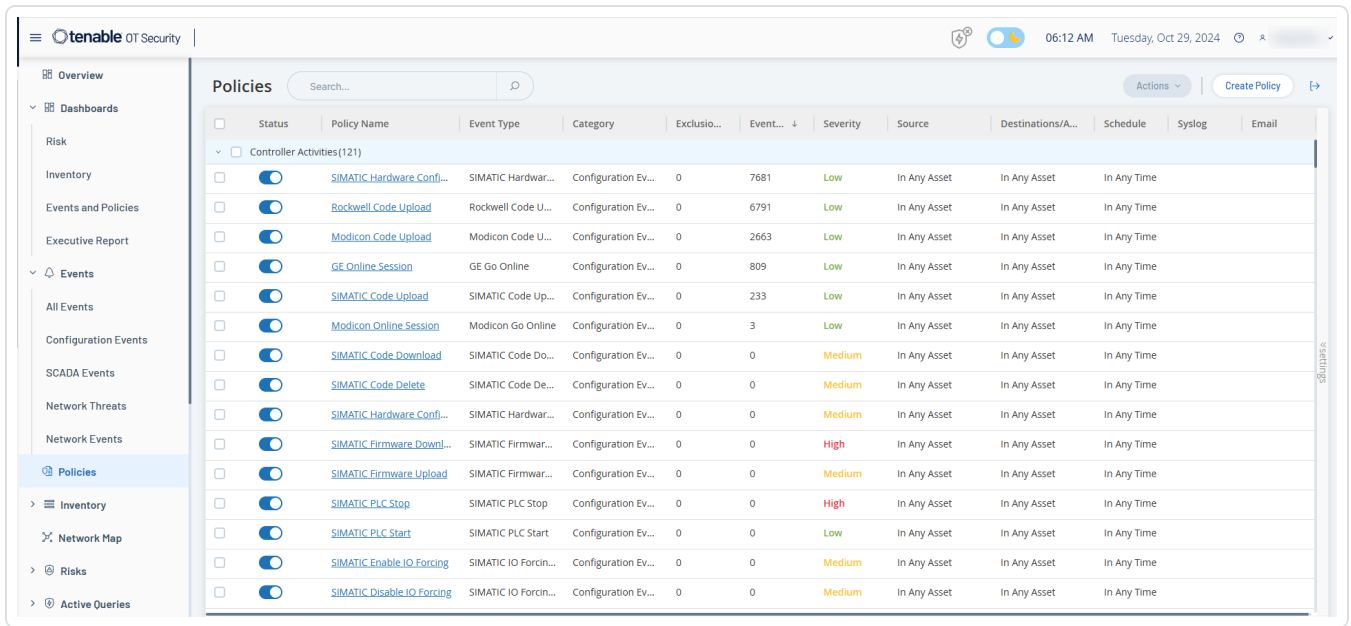 tenable OT Security
06:12 AM Tuesday, Oct 29, 2024
Overview
Dashboards
Risk
Inventory
Events and Policies
Executive Report
Events
All Events
Configuration Events
SCADA Events
Network Threats
Network Events
Policies
Inventory
Network Map
Risks
Active Queries
Policies Search... Actions Create Policy
Status Policy Name Event Type Category Exclusio... Event... Severity Source Destinations/A... Schedule Syslog Email
Controller Activities (121)
SIMATIC Hardware Confi... SIMATIC Hardwar... Configuration Ev... 0 7681 Low In Any Asset In Any Asset In Any Time
Rockwell Code Upload Rockwell Code U... Configuration Ev... 0 6791 Low In Any Asset In Any Asset In Any Time
Modicon Code Upload Modicon Code U... Configuration Ev... 0 2663 Low In Any Asset In Any Asset In Any Time
GE Online Session GE Go Online Configuration Ev... 0 809 Low In Any Asset In Any Asset In Any Time
SIMATIC Code Upload SIMATIC Code Up... Configuration Ev... 0 233 Low In Any Asset In Any Asset In Any Time
Modicon Online Session Modicon Go Online Configuration Ev... 0 3 Low In Any Asset In Any Asset In Any Time
SIMATIC Code Download SIMATIC Code Do... Configuration Ev... 0 0 Medium In Any Asset In Any Asset In Any Time
SIMATIC Code Delete SIMATIC Code De... Configuration Ev... 0 0 Medium In Any Asset In Any Asset In Any Time
SIMATIC Hardware Confi... SIMATIC Hardwar... Configuration Ev... 0 0 Medium In Any Asset In Any Asset In Any Time
SIMATIC Firmware Downl... SIMATIC Firmwar... Configuration Ev... 0 0 High In Any Asset In Any Asset In Any Time
SIMATIC Firmware Upload SIMATIC Firmwar... Configuration Ev... 0 0 Medium In Any Asset In Any Asset In Any Time
SIMATIC PLC Stop SIMATIC PLC Stop Configuration Ev... 0 0 High In Any Asset In Any Asset In Any Time
SIMATIC PLC Start SIMATIC PLC Start Configuration Ev... 0 0 Low In Any Asset In Any Asset In Any Time
SIMATIC Enable IO Forcing SIMATIC IO Forcin... Configuration Ev... 0 0 Medium In Any Asset In Any Asset In Any Time
SIMATIC Disable IO Forcing SIMATIC IO Forcin... Configuration Ev... 0 0 Medium In Any Asset In Any Asset In Any Time
settings